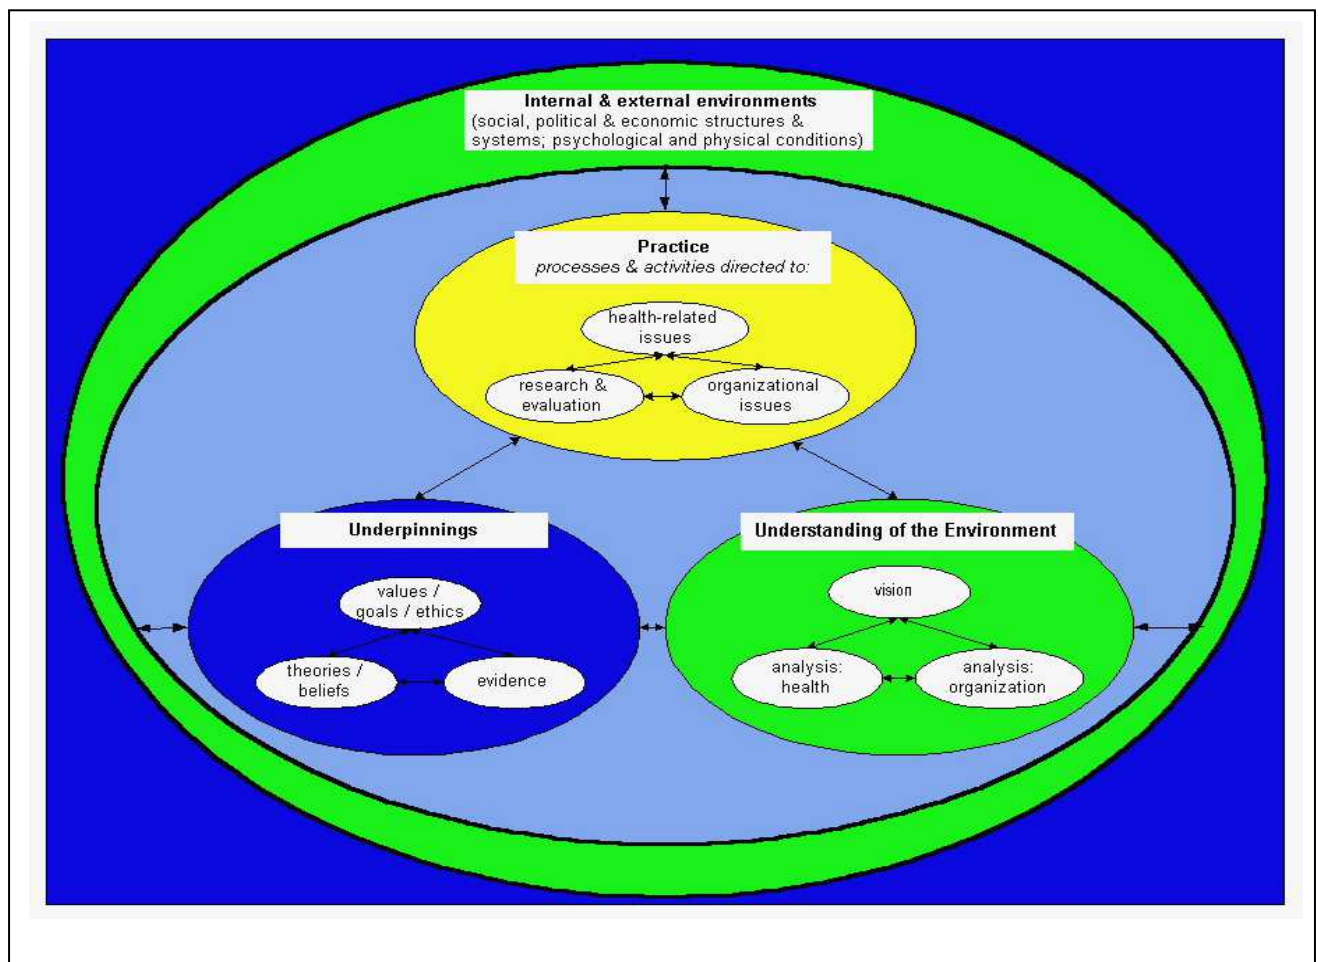 Internal & external environments
(social, political & economic structures &
systems; psychological and physical conditions)
Practice
processes & activities directed to:
health-related
issues
research &
evaluation
organizational
issues
Underpinnings
values /
goals / ethics
theories /
beliefs
evidence
Understanding of the Environment
vision
analysis:
health
analysis:
organization